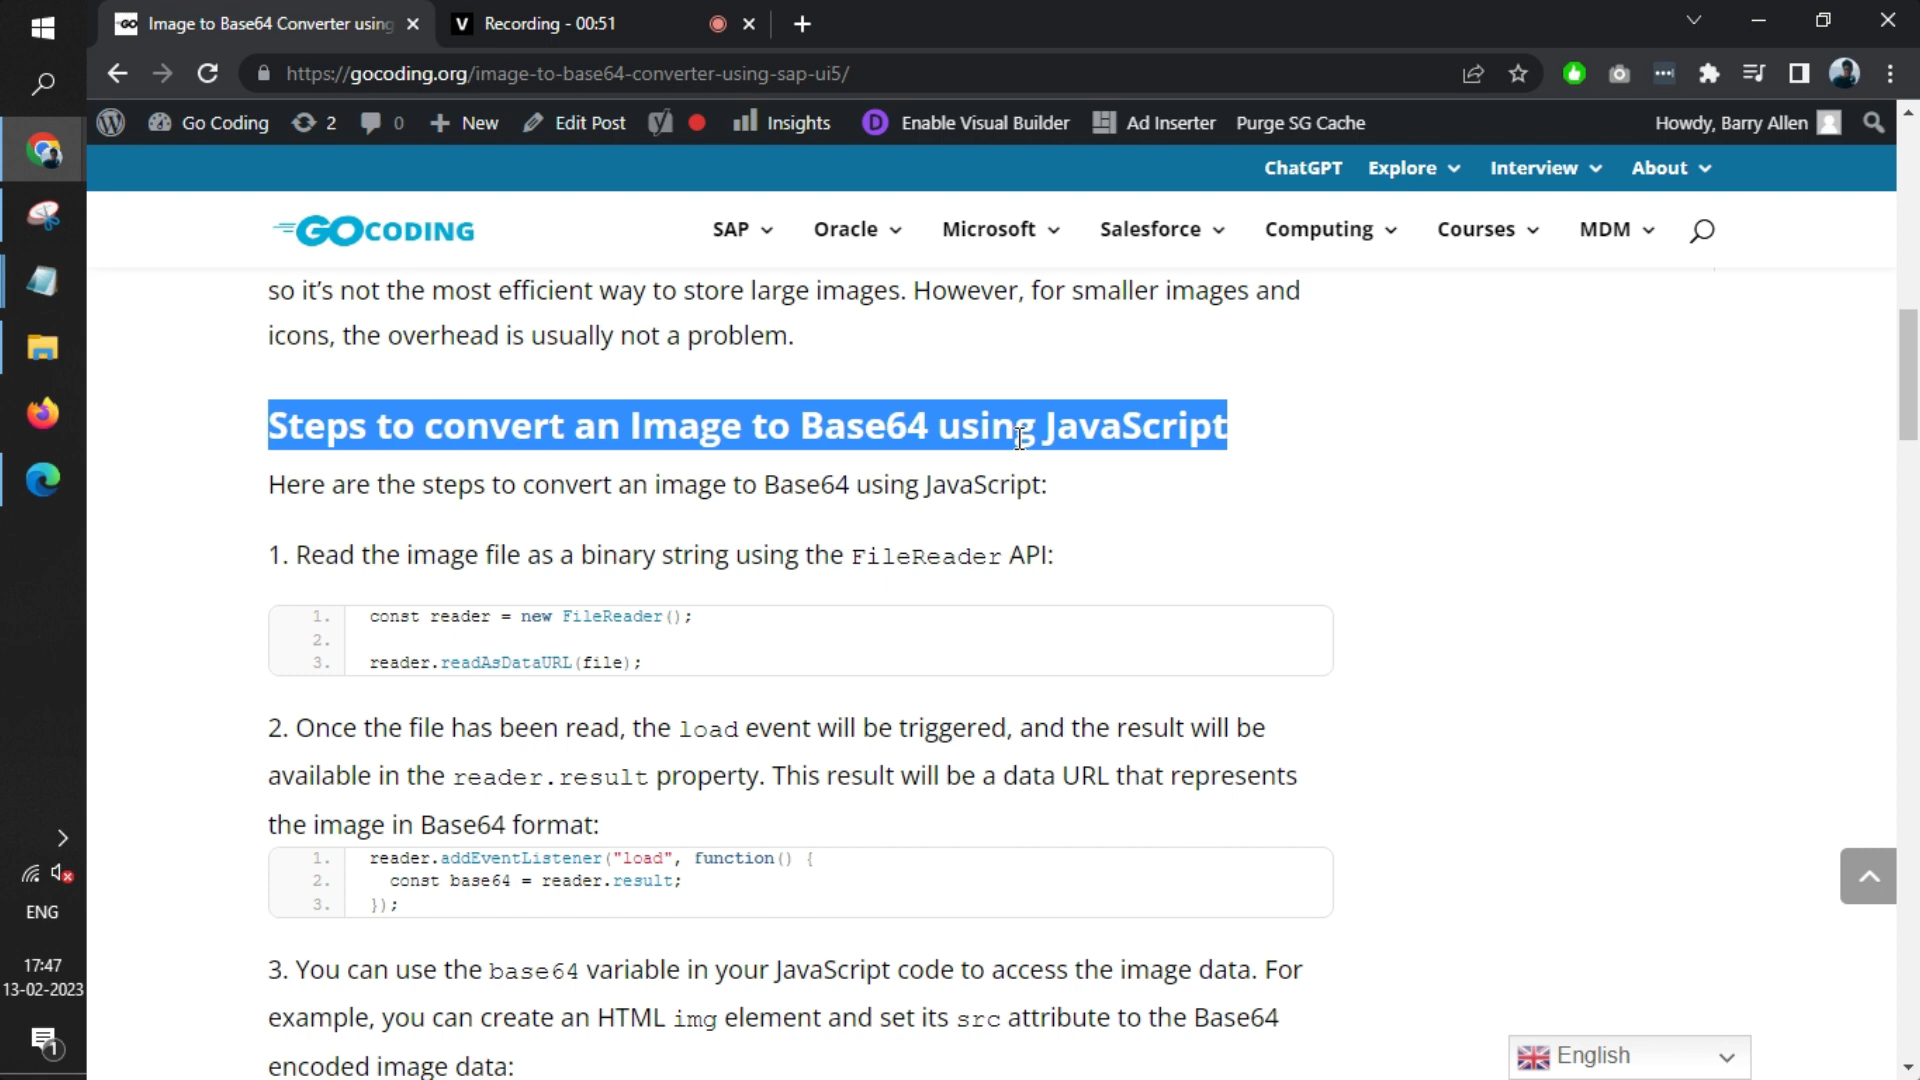 Image to Base64 Converter using
Recording - 00:51
https://gocoding.org/image-to-base64-converter-using-sap-ui5/
Go Coding
2
0
New
Edit Post
Insights
Enable Visual Builder
Ad Inserter
Purge SG Cache
Howdy, Barry Allen
ChatGPT
Explore
Interview
About
GOCODING
SAP
Oracle
Microsoft
Salesforce
Computing
Courses
MDM
so it’s not the most efficient way to store large images. However, for smaller images and
icons, the overhead is usually not a problem.
Steps to convert an Image to Base64 using JavaScript
Here are the steps to convert an image to Base64 using JavaScript:
1. Read the image file as a binary string using the FileReader API:
1. const reader = new FileReader();
2.
3. reader.readAsDataURL(file);
2. Once the file has been read, the load event will be triggered, and the result will be
available in the reader.result property. This result will be a data URL that represents
the image in Base64 format:
1. reader.addEventListener("load", function() {
2. const base64 = reader.result;
3. });
3. You can use the base64 variable in your JavaScript code to access the image data. For
example, you can create an HTML img element and set its src attribute to the Base64
encoded image data:
English
ENG
17:47
13-02-2023
1